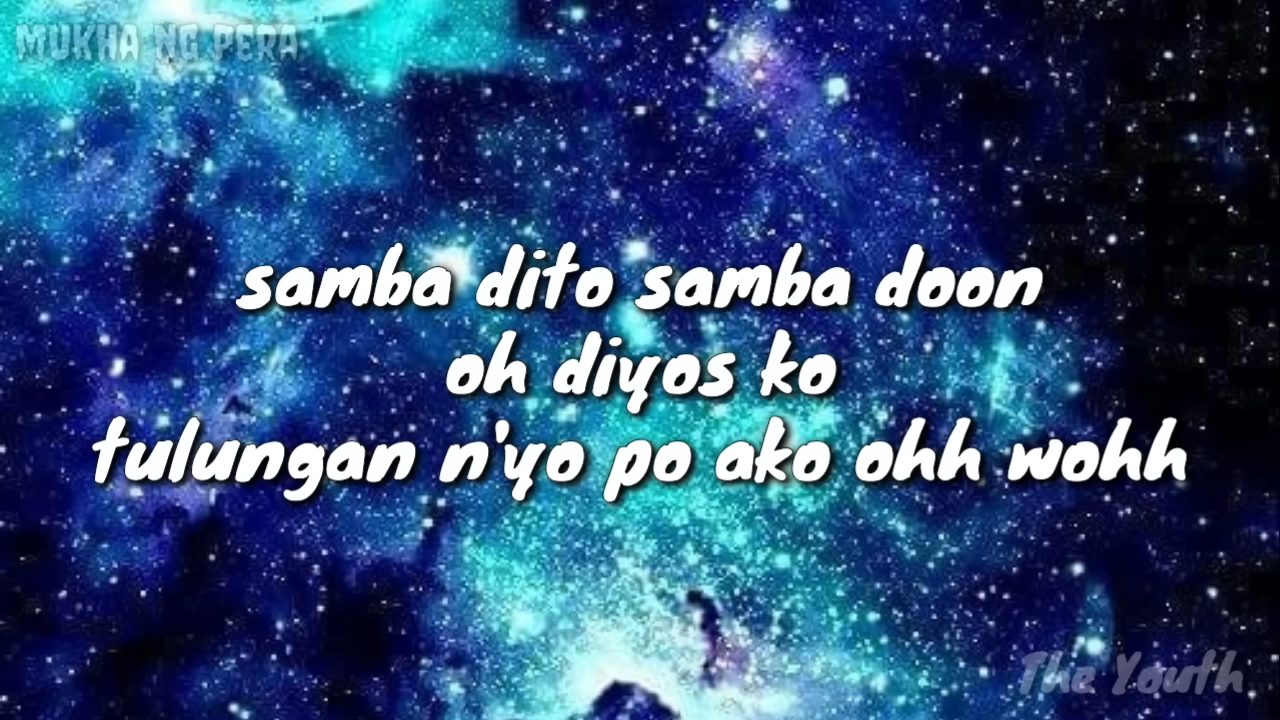 MUKHA NG PERA
samba dito samba doon
oh diyos ko
tulungan n'yo po ako ohh wohh
The Youth